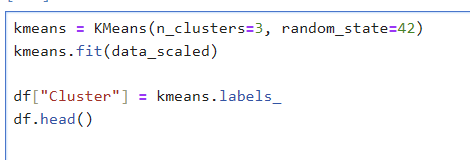 kmeans = KMeans(n_clusters=3, random_state=42)
kmeans.fit(data_scaled)
df["Cluster"] = kmeans.labels_
df.head()